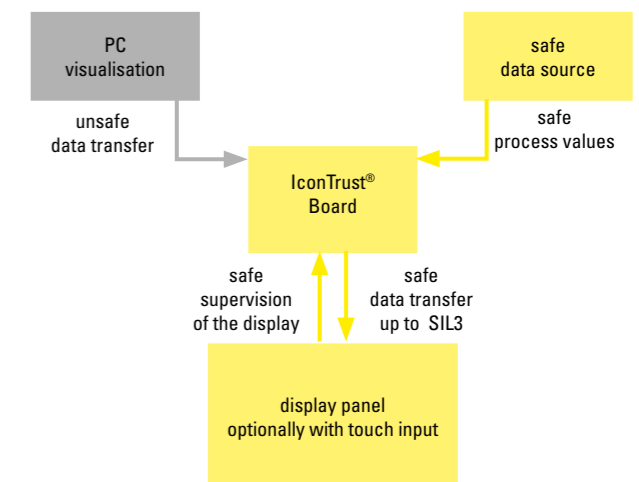 PC
visualisation
safe
data source
unsafe
data transfer
safe
process values
IconTrust®
Board
safe
supervision
of the display
safe
data transfer
up to SIL3
display panel
optionally with touch input